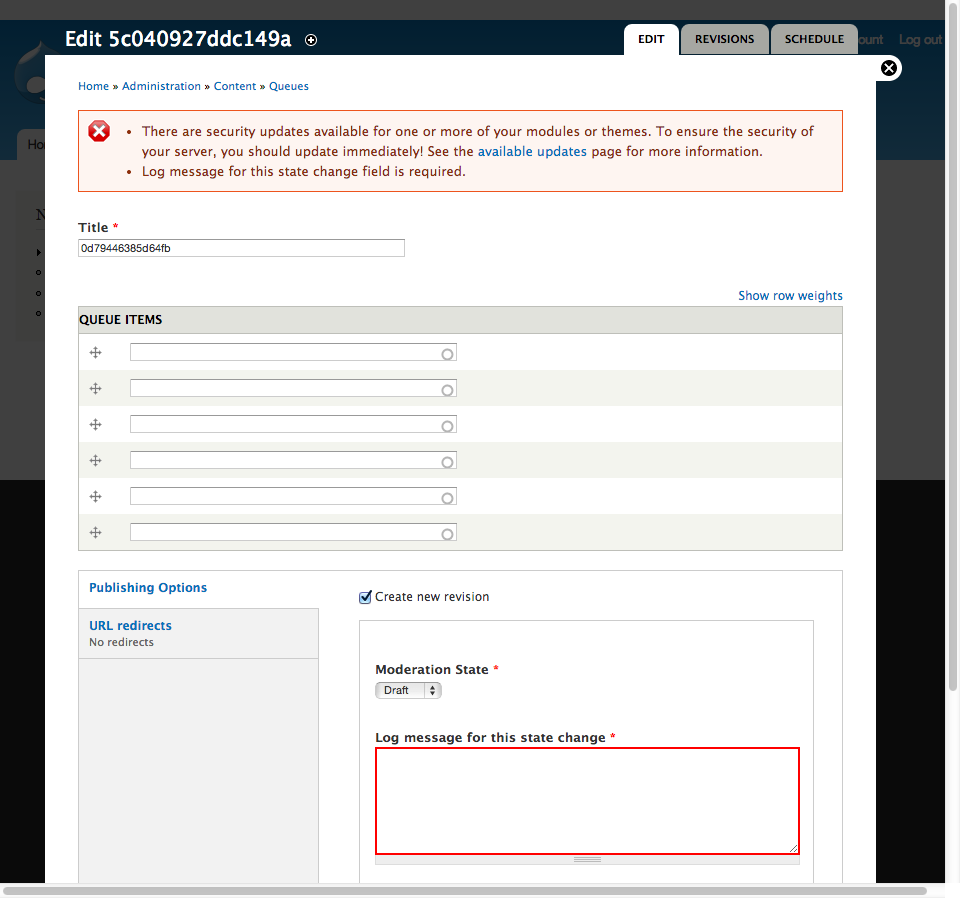 Edit 5c040927ddc149a
EDIT
REVISIONS
SCHEDULE
Log out
Home » Administration » Content » Queues
• There are security updates available for one or more of your modules or themes. To ensure the security of
your server, you should update immediately! See the available updates page for more information.
• Log message for this state change field is required.
Title *
0d79446385d64fb
Show row weights
QUEUE ITEMS
Publishing Options
URL redirects
No redirects
Create new revision
Moderation State *
Draft
Log message for this state change *